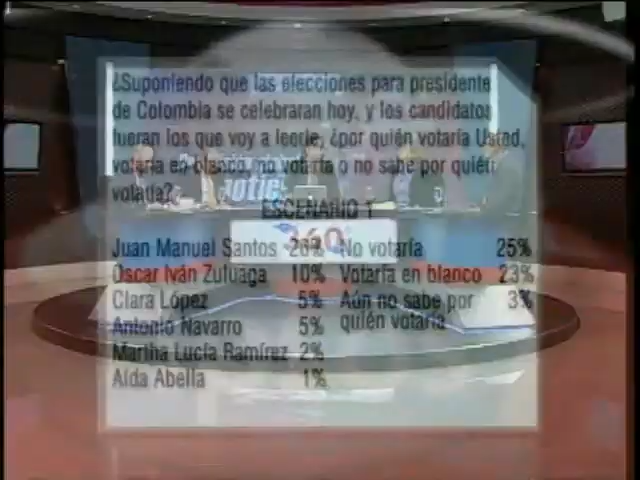 ¿Suponiendo que las elecciones para presidente
de Colombia se celebraran hoy, y los candidatos
fueran los que voy a leerle, ¿por quién votaría Usted,
votaría en blanco, no votaría o no sabe por quién
votaría?
ESCENARIO 1
360°
Juan Manuel Santos 26%
Óscar Iván Zuluaga 10%
Clara López 5%
Antonio Navarro 5%
Martha Lucía Ramírez 2%
Aída Abella 1%
No votaría 25%
Votaría en blanco 23%
Aún no sabe por 3%
quién votaría